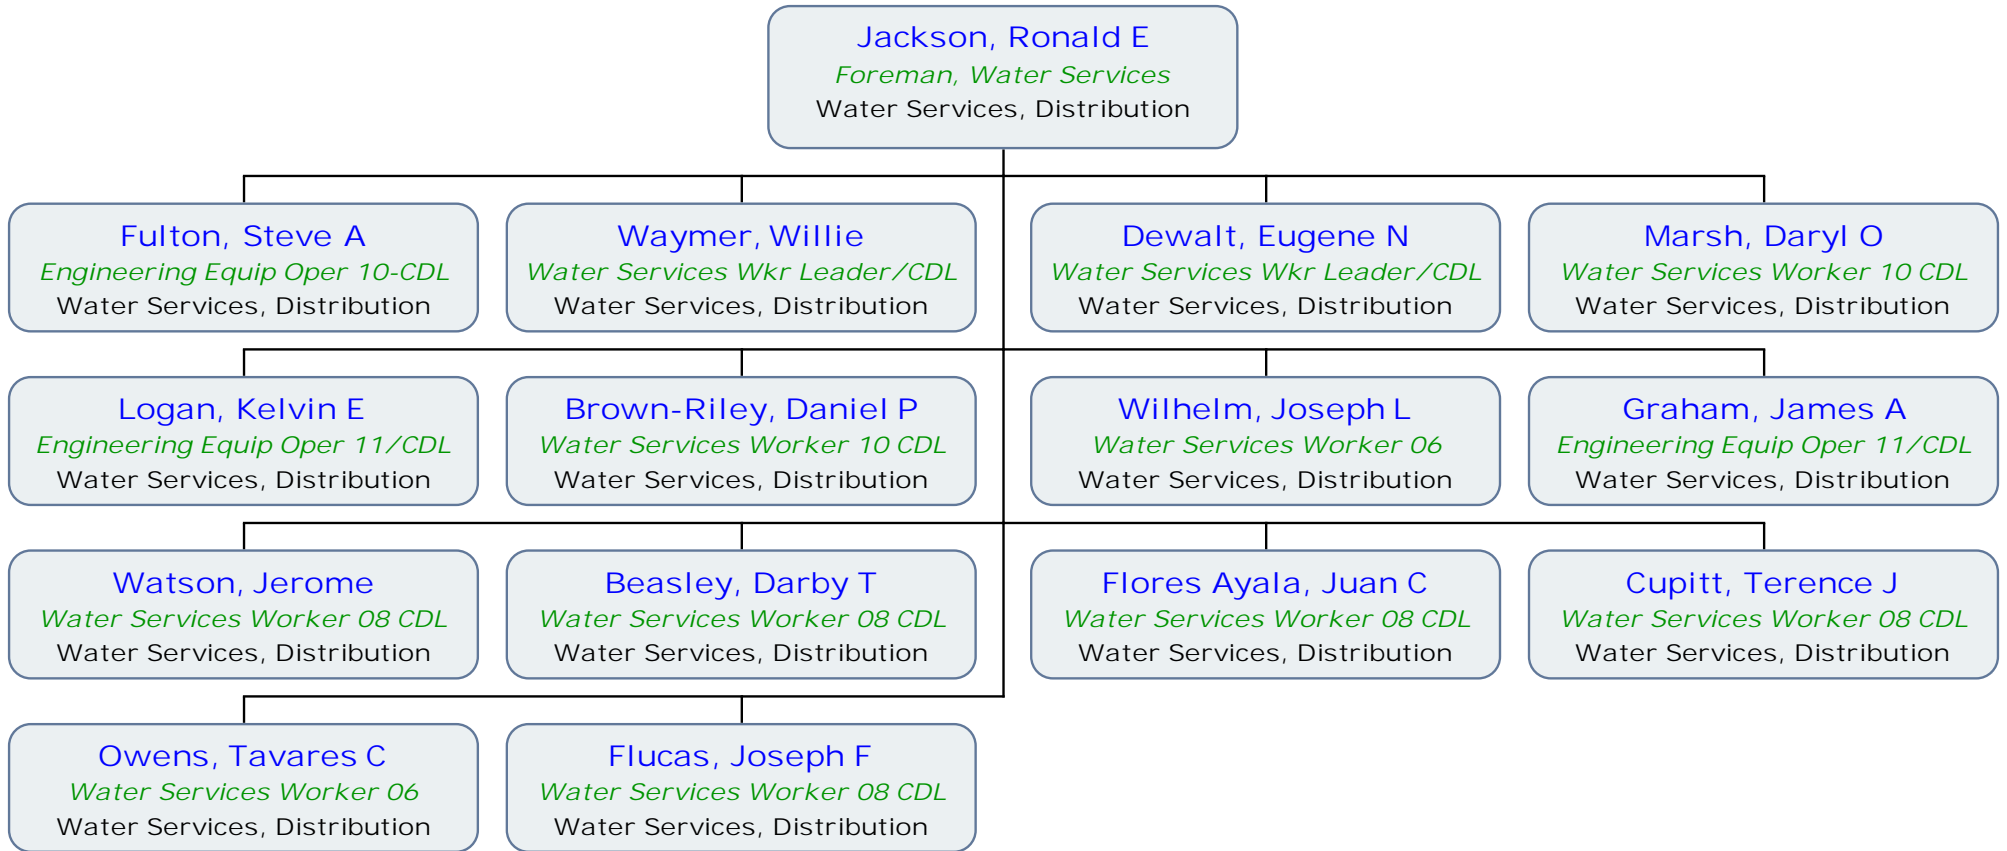 Jackson, Ronald E
Foreman, Water Services
Water Services, Distribution
Fulton, Steve A
Engineering Equip Oper 10-CDL
Water Services, Distribution
Waymer, Willie
Water Services Wkr Leader/CDL
Water Services, Distribution
Dewalt, Eugene N
Water Services Wkr Leader/CDL
Water Services, Distribution
Marsh, Daryl O
Water Services Worker 10 CDL
Water Services, Distribution
Logan, Kelvin E
Engineering Equip Oper 11/CDL
Water Services, Distribution
Brown-Riley, Daniel P
Water Services Worker 10 CDL
Water Services, Distribution
Wilhelm, Joseph L
Water Services Worker 06
Water Services, Distribution
Graham, James A
Engineering Equip Oper 11/CDL
Water Services, Distribution
Watson, Jerome
Water Services Worker 08 CDL
Water Services, Distribution
Beasley, Darby T
Water Services Worker 08 CDL
Water Services, Distribution
Flores Ayala, Juan C
Water Services Worker 08 CDL
Water Services, Distribution
Cupitt, Terence J
Water Services Worker 08 CDL
Water Services, Distribution
Owens, Tavares C
Water Services Worker 06
Water Services, Distribution
Flucas, Joseph F
Water Services Worker 08 CDL
Water Services, Distribution